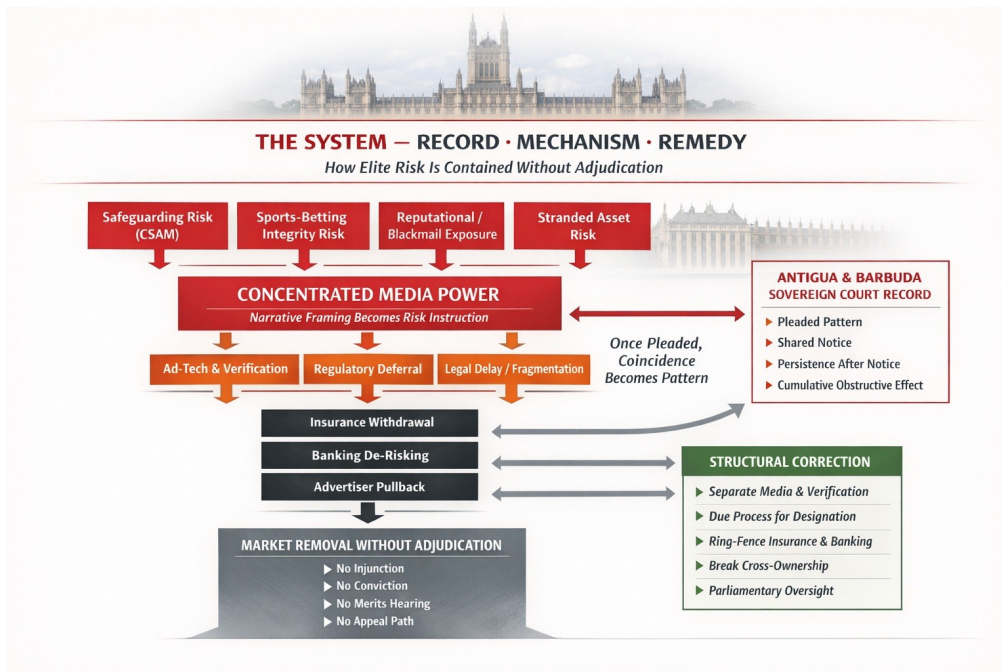 THE SYSTEM — RECORD · MECHANISM · REMEDY
How Elite Risk Is Contained Without Adjudication
Safeguarding Risk
(CSAM)
Sports-Betting
Integrity Risk
Reputational /
Blackmail Exposure
Stranded Asset
Risk
CONCENTRATED MEDIA POWER
Narrative Framing Becomes Risk Instruction
ANTIGUA & BARBUDA
SOVEREIGN COURT RECORD
Pleaded Pattern
Shared Notice
Persistence After Notice
Cumulative Obstructive Effect
Once Pleaded,
Coincidence
Becomes Pattern
Ad-Tech & Verification
Regulatory Deferral
Legal Delay / Fragmentation
Insurance Withdrawal
Banking De-Risking
Advertiser Pullback
STRUCTURAL CORRECTION
Separate Media & Verification
Due Process for Designation
Ring-Fence Insurance & Banking
Break Cross-Ownership
Parliamentary Oversight
MARKET REMOVAL WITHOUT ADJUDICATION
No Injunction
No Conviction
No Merits Hearing
No Appeal Path